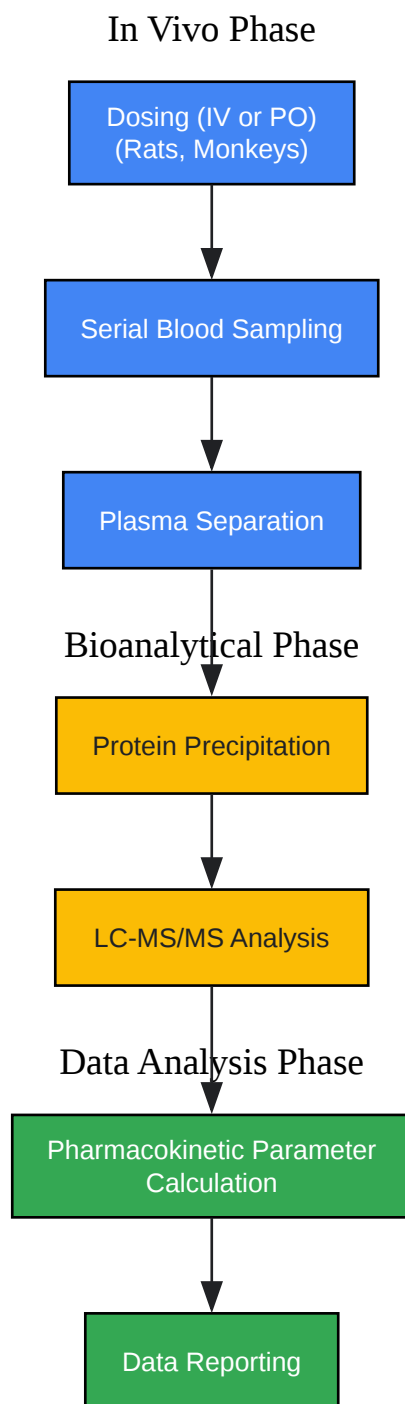 In Vivo Phase
Dosing (IV or PO)
(Rats, Monkeys)
Serial Blood Sampling
Plasma Separation
Bioanalytical Phase
Protein Precipitation
LC-MS/MS Analysis
Data Analysis Phase
Pharmacokinetic Parameter
Calculation
Data Reporting